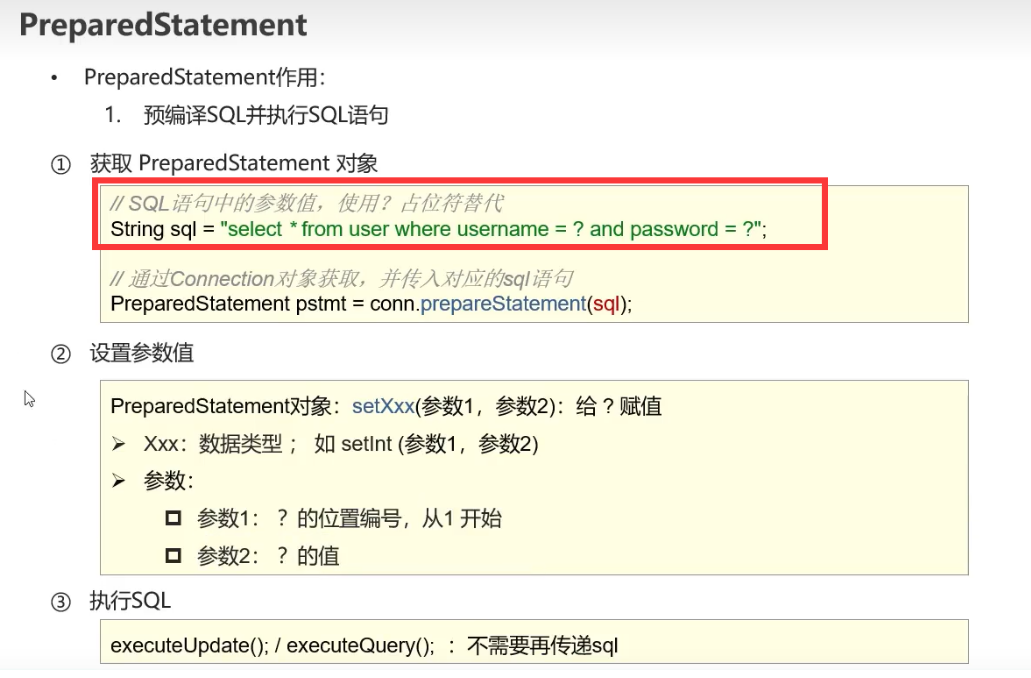 PreparedStatement
• PreparedStatement作用：
1. 预编译SQL并执行SQL语句
① 获取 PreparedStatement 对象
// SQL语句中的参数值，使用？占位符替代
String sql = "select * from user where username = ? and password = ?";
// 通过Connection对象获取，并传入对应的sql语句
PreparedStatement pstmt = conn.prepareStatement(sql);
② 设置参数值
PreparedStatement对象：setXxx(参数1，参数2)：给 ? 赋值
➢ Xxx：数据类型 ； 如 setInt (参数1，参数2)
➢ 参数：
参数1： ？的位置编号，从1 开始
参数2： ？的值
③ 执行SQL
executeUpdate(); / executeQuery(); ：不需要再传递sql